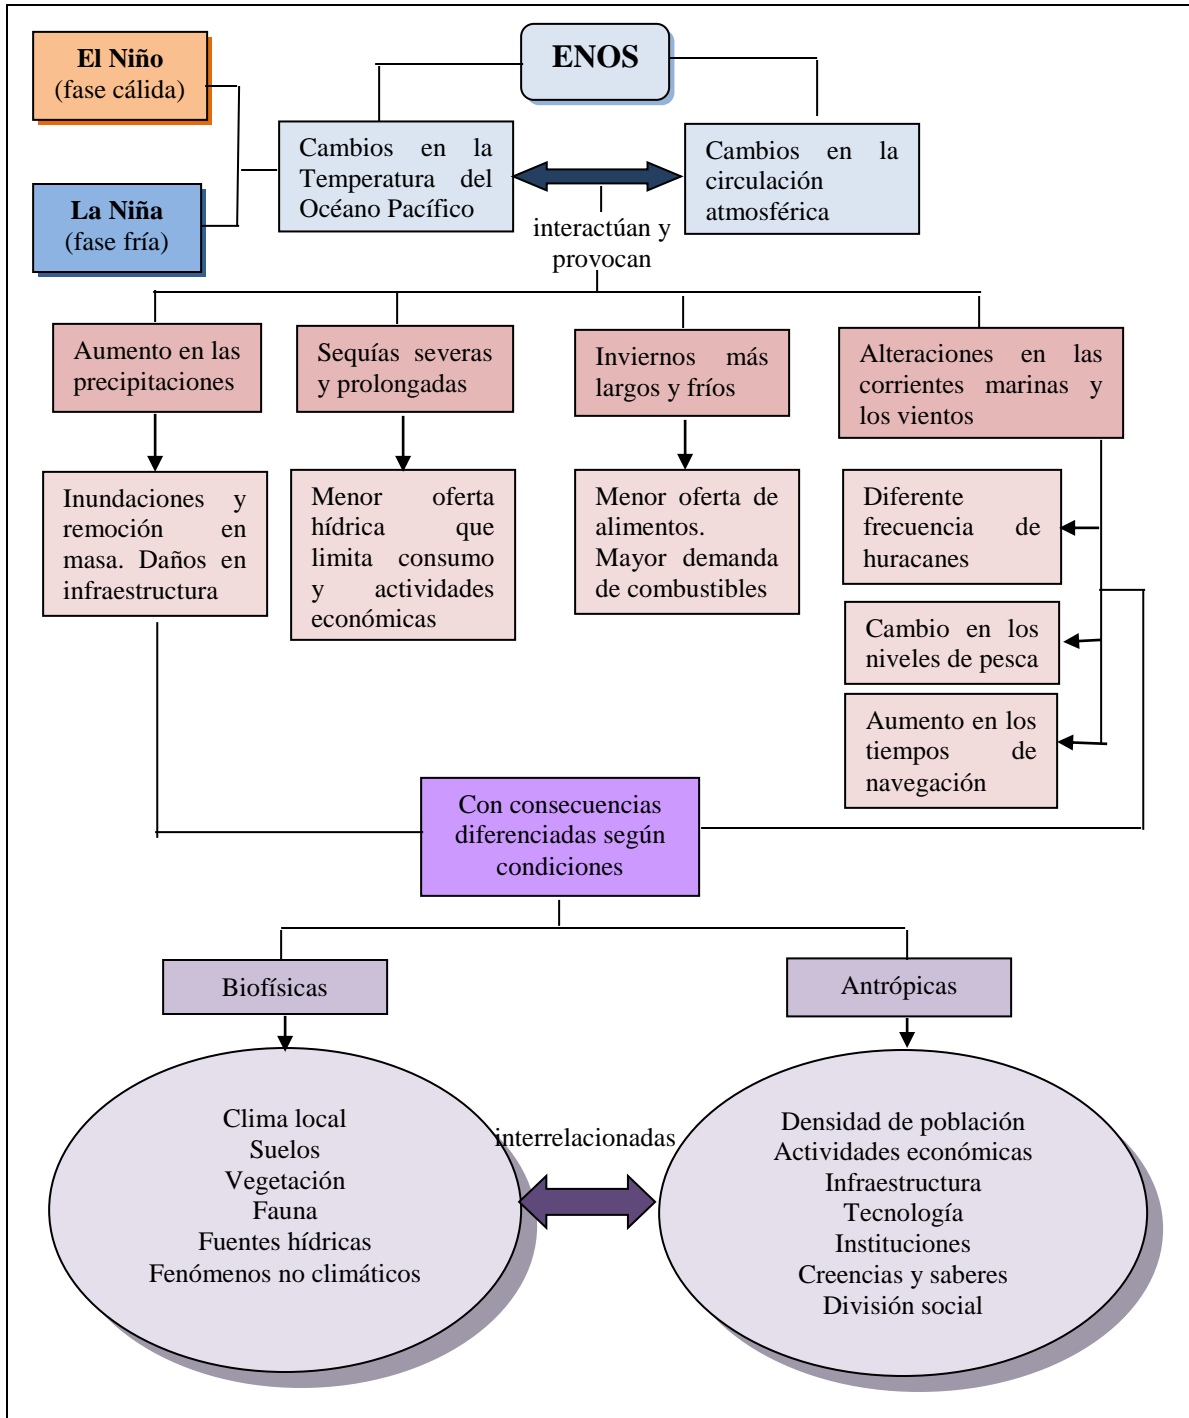 El Niño
(fase cálida)
ENOS
La Niña
(fase fría)
Cambios en la
Temperatura del
Océano Pacífico
Cambios en la
circulación
atmosférica
interactúan y
provocan
Aumento en las
precipitaciones
Sequías severas
y prolongadas
Inviernos más
largos y fríos
Alteraciones en las
corrientes marinas y
los vientos
Inundaciones y
remoción en
masa. Daños en
infraestructura
Menor oferta
hídrica que
limita consumo
y actividades
económicas
Menor oferta de
alimentos.
Mayor demanda
de combustibles
Diferente
frecuencia de
huracanes
Cambio en los
niveles de pesca
Aumento en los
tiempos de
navegación
Con consecuencias
diferenciadas según
condiciones
Biofísicas
Antrópicas
Clima local
Suelos
Vegetación
Fauna
Fuentes hídricas
Fenómenos no climáticos
interrelacionadas
Densidad de población
Actividades económicas
Infraestructura
Tecnología
Instituciones
Creencias y saberes
División social